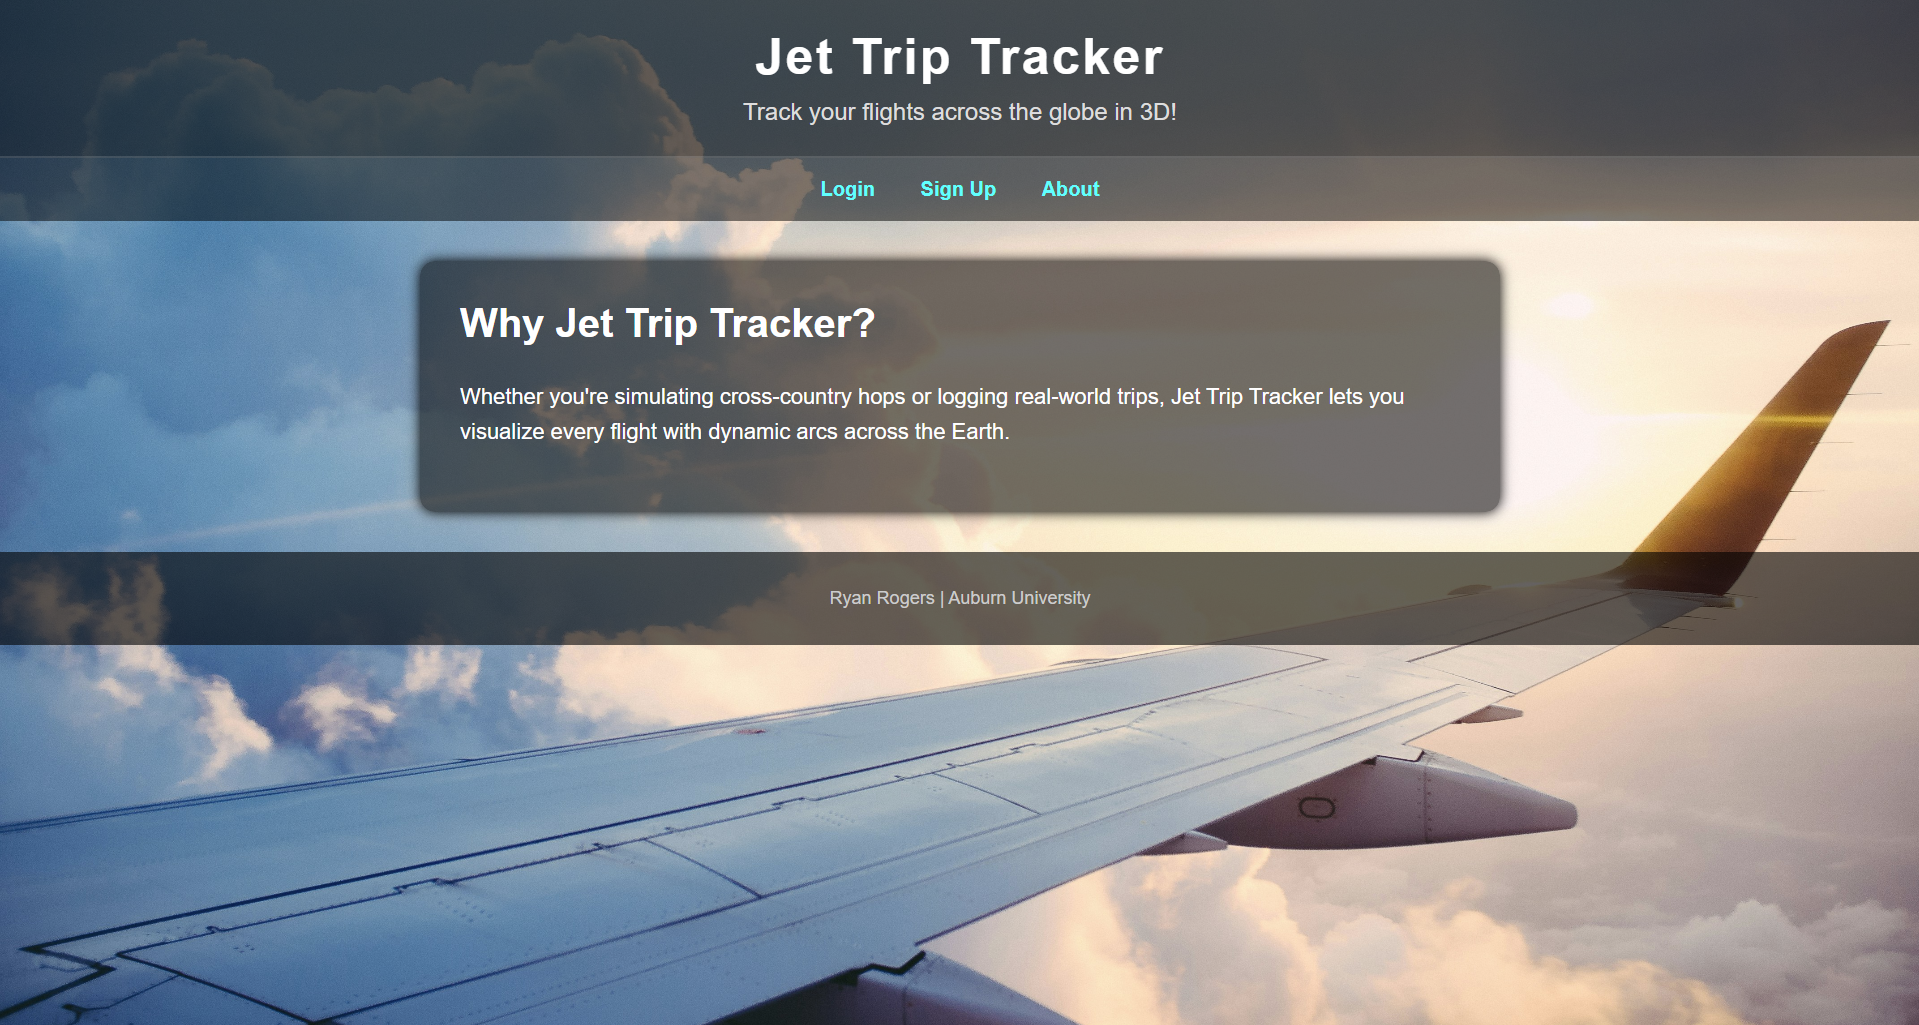 Jet Trip Tracker
Track your flights across the globe in 3D!
Login Sign Up About
Why Jet Trip Tracker?
Whether you're simulating cross-country hops or logging real-world trips, Jet Trip Tracker lets you
visualize every flight with dynamic arcs across the Earth.
Ryan Rogers | Auburn University